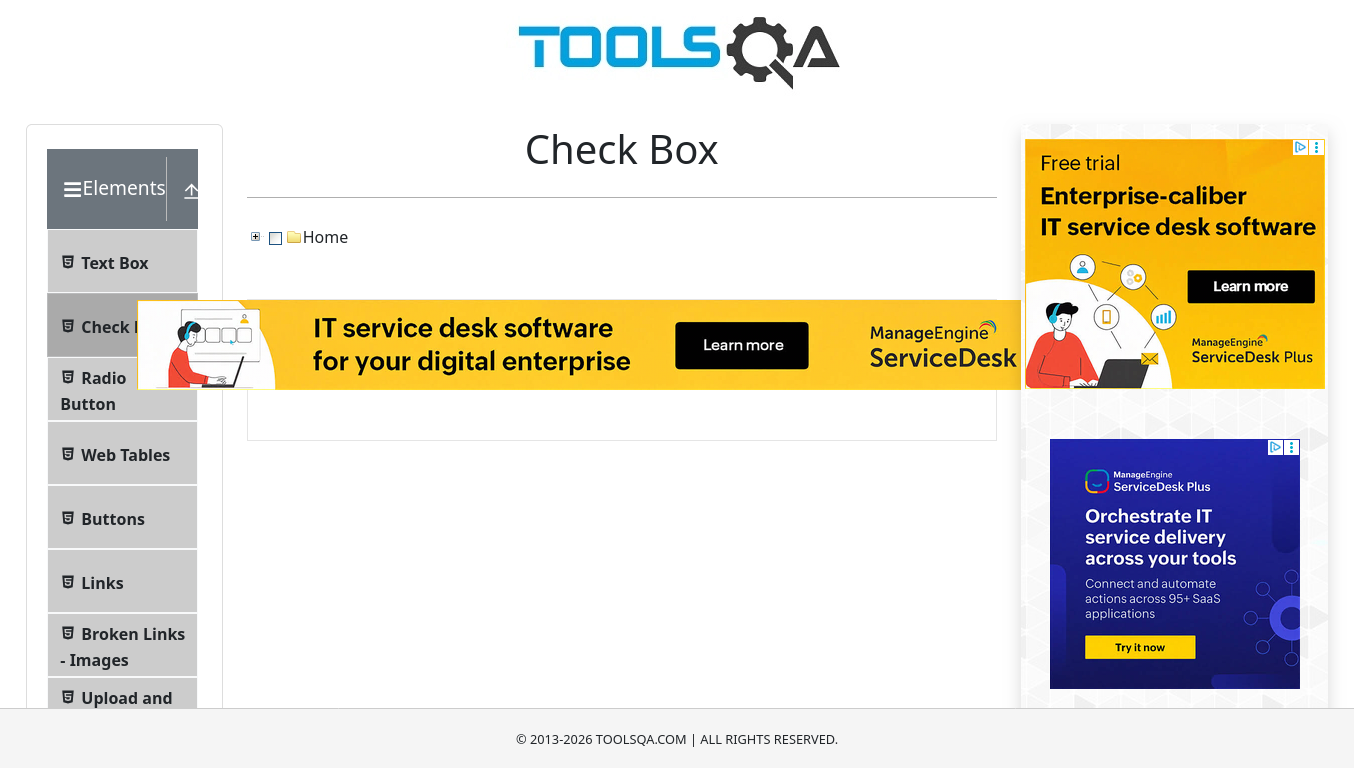 TOOLSQA
Elements
Text Box
Check
Radio
Button
Web Tables
Buttons
Links
Broken Links
- Images
Upload and
Check Box
Home
IT service desk software
for your digital enterprise
Learn more
ManageEngine
ServiceDesk
Free trial
Enterprise-caliber
IT service desk software
Learn more
ManageEngine
ServiceDesk Plus
ManageEngine
ServiceDesk Plus
Orchestrate IT
service delivery
across your tools
Connect and automate
actions across 95+ SaaS
applications
Try it now
© 2013-2026 TOOLSQA.COM | ALL RIGHTS RESERVED.